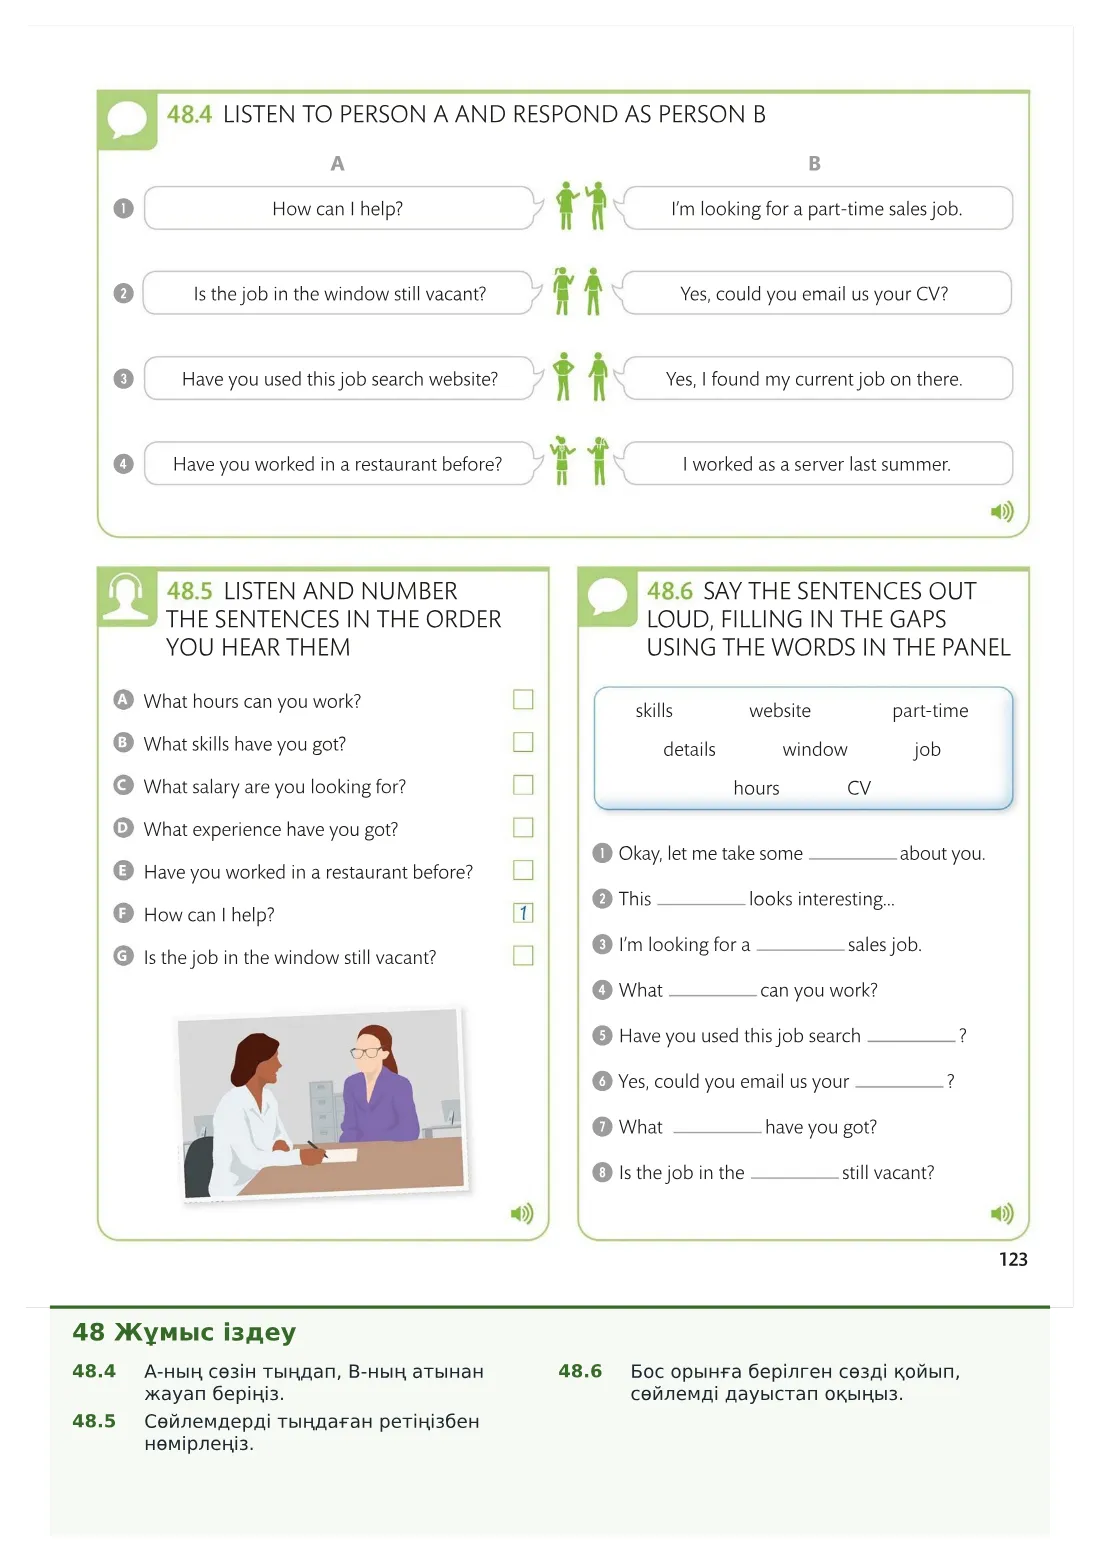 48.4 LISTEN TO PERSON A AND RESPOND AS PERSON B
A
B
1 How can I help? I'm looking for a part-time sales job.
2 Is the job in the window still vacant? Yes, could you email us your CV?
3 Have you used this job search website? Yes, I found my current job on there.
4 Have you worked in a restaurant before? I worked as a server last summer.
48.5 LISTEN AND NUMBER
THE SENTENCES IN THE ORDER
YOU HEAR THEM
A What hours can you work?
B What skills have you got?
C What salary are you looking for?
D What experience have you got?
E Have you worked in a restaurant before?
F How can I help? 1
G Is the job in the window still vacant?
48.6 SAY THE SENTENCES OUT
LOUD, FILLING IN THE GAPS
USING THE WORDS IN THE PANEL
skills website part-time
details window job
hours CV
1 Okay, let me take some ________ about you.
2 This ________ looks interesting...
3 I'm looking for a ________ sales job.
4 What ________ can you work?
5 Have you used this job search ________ ?
6 Yes, could you email us your ________ ?
7 What ________ have you got?
8 Is the job in the ________ still vacant?
123
48 Жұмыс іздеу
48.4 А-ның сөзін тыңдап, В-ның атынан
жауап беріңіз.
48.5 Сөйлемдерді тыңдаған ретіңізбен
нөмірлеңіз.
48.6 Бос орынға берілген сөзді қойып,
сөйлемді дауыстап оқыңыз.